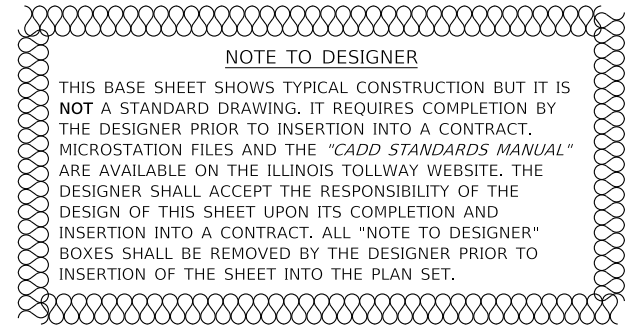 NOTE TO DESIGNER
THIS BASE SHEET SHOWS TYPICAL CONSTRUCTION BUT IT IS
NOT A STANDARD DRAWING. IT REQUIRES COMPLETION BY
THE DESIGNER PRIOR TO INSERTION INTO A CONTRACT.
MICROSTATION FILES AND THE "CADD STANDARDS MANUAL"
ARE AVAILABLE ON THE ILLINOIS TOLLWAY WEBSITE. THE
DESIGNER SHALL ACCEPT THE RESPONSIBILITY OF THE
DESIGN OF THIS SHEET UPON ITS COMPLETION AND
INSERTION INTO A CONTRACT. ALL "NOTE TO DESIGNER"
BOXES SHALL BE REMOVED BY THE DESIGNER PRIOR TO
INSERTION OF THE SHEET INTO THE PLAN SET.